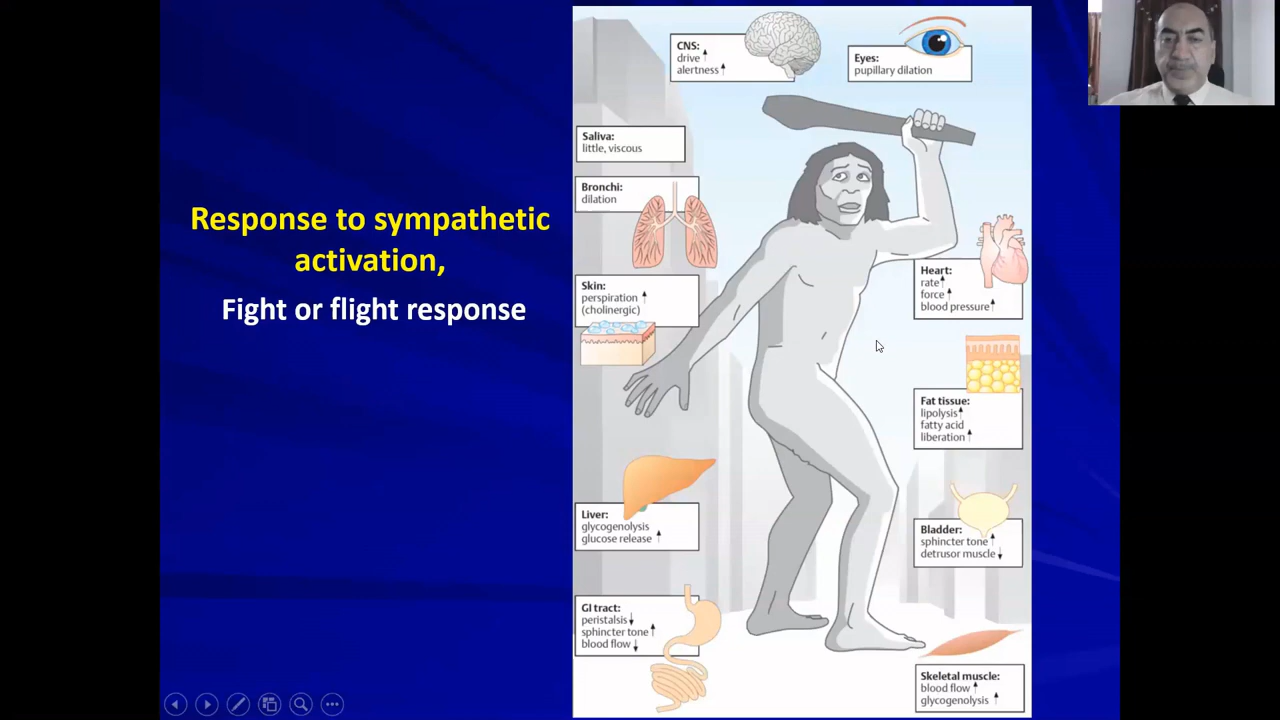 Response to sympathetic
activation,
Fight or flight response
CNS:
drive ↑
alertness ↑
Eyes:
pupillary dilation
Saliva:
little, viscous
Bronchi:
dilation
Skin:
perspiration ↑
(cholinergic)
Heart:
rate ↑
force ↑
blood pressure ↑
Fat tissue:
lipolysis ↑
fatty acid
liberation ↑
Liver:
glycogenolysis
glucose release ↑
Bladder:
sphincter tone ↑
detrusor muscle ↓
GI tract:
peristalsis ↓
sphincter tone ↑
blood flow ↓
Skeletal muscle:
blood flow ↑
glycogenolysis ↑